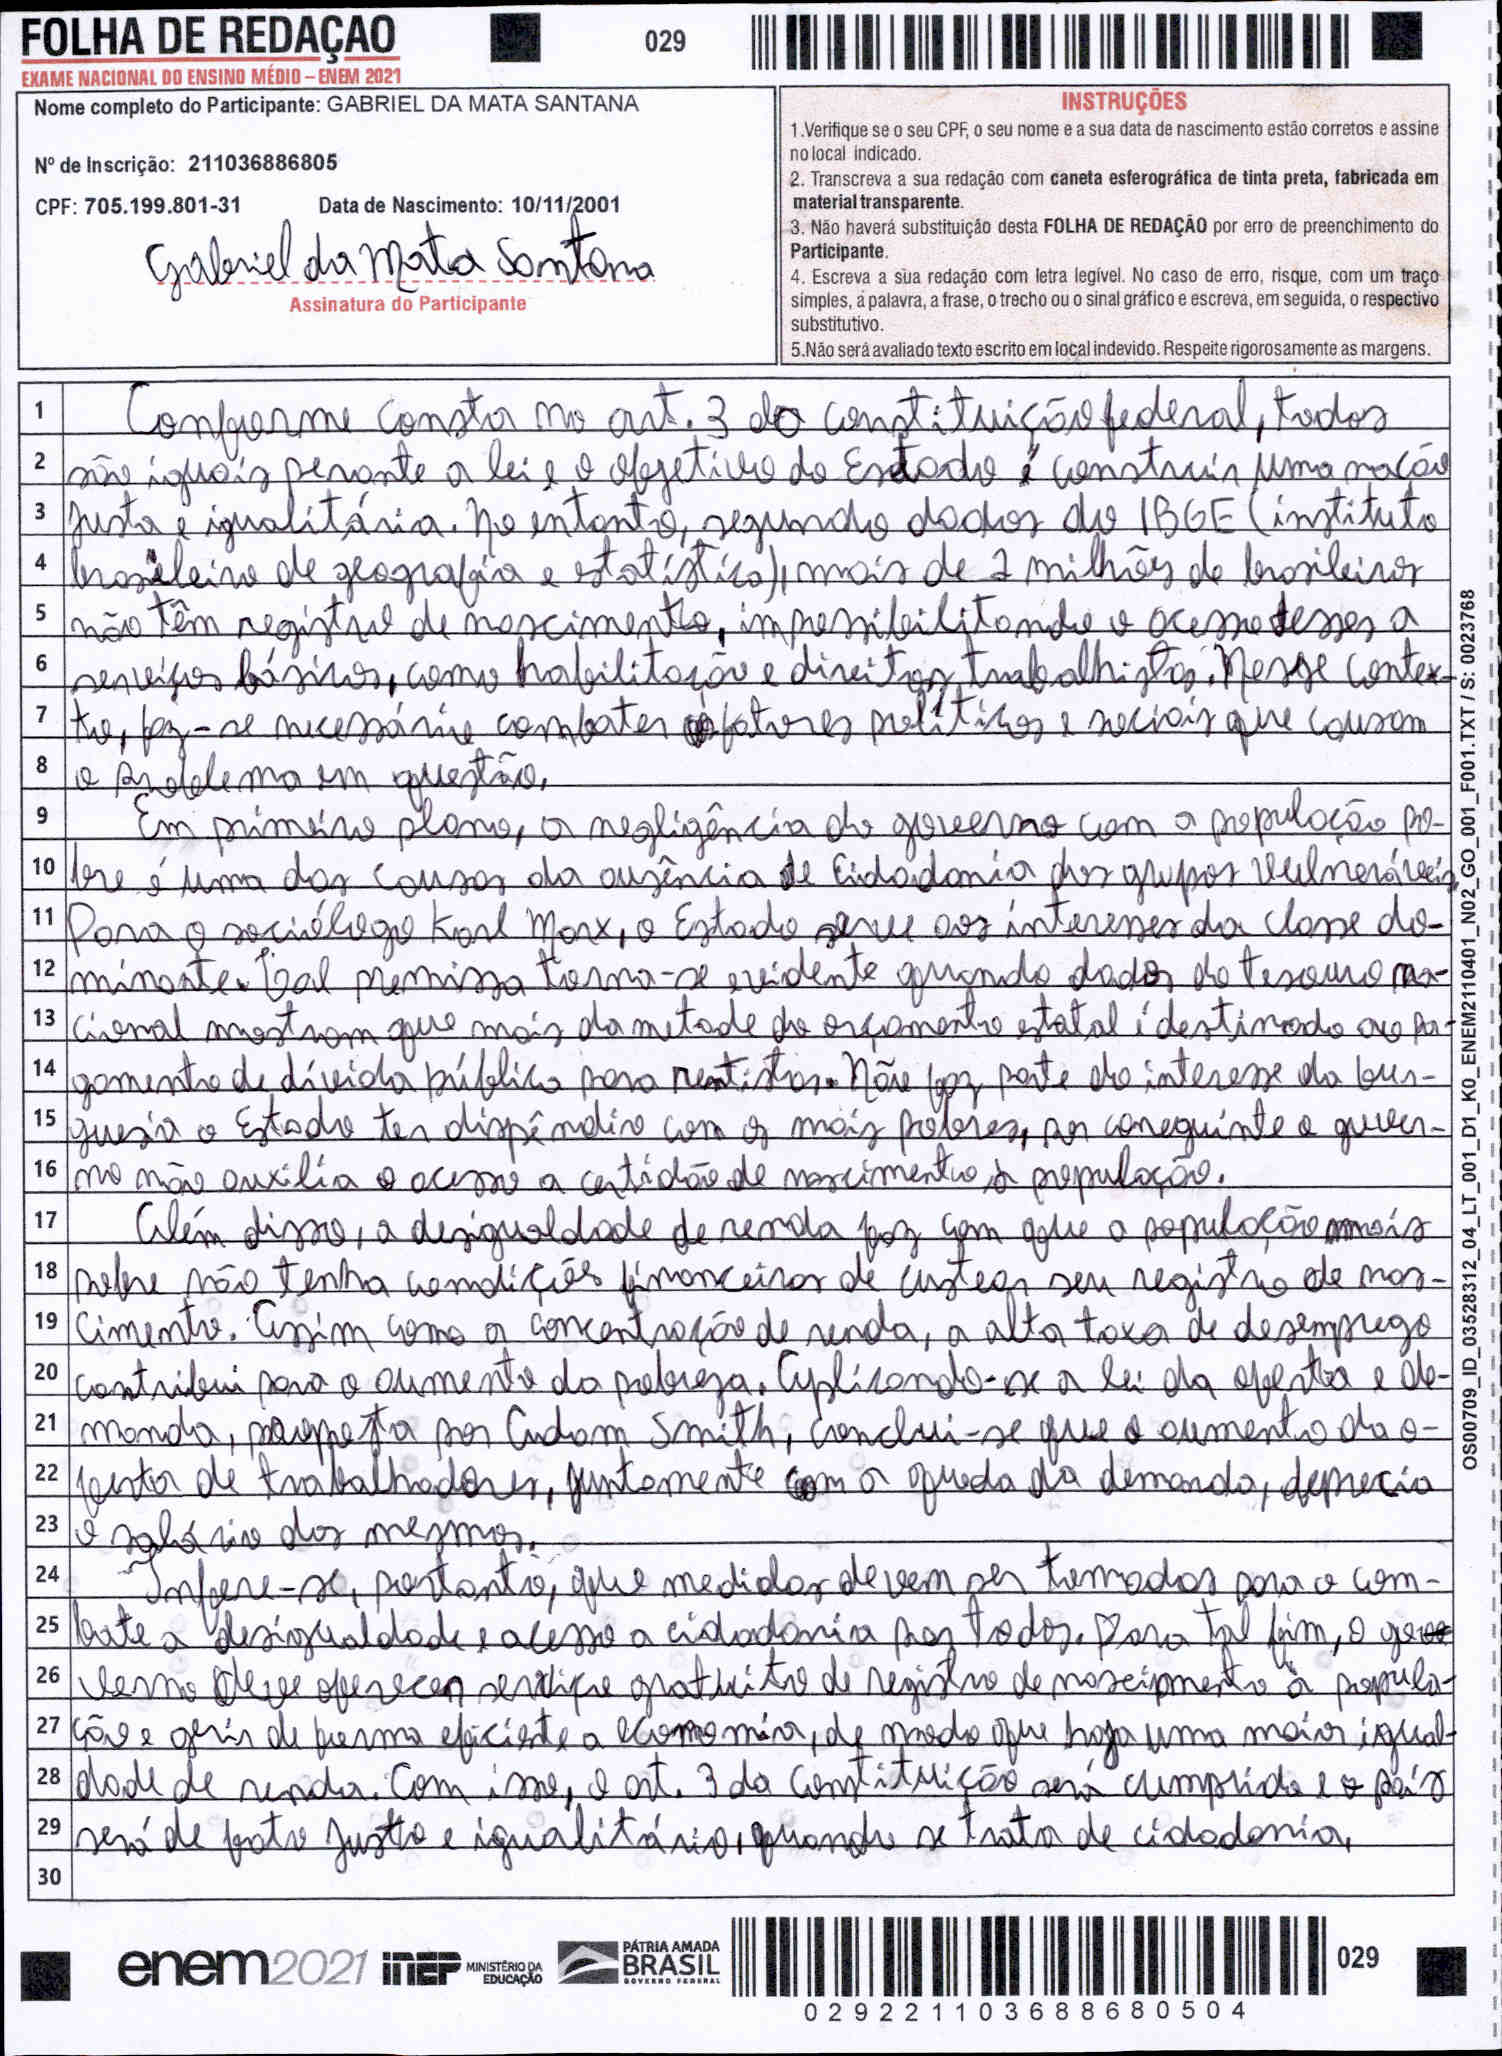 FOLHA DE REDAÇAO
029
EXAME NACIONAL DO ENSINO MÉDIO – ENEM 2021
Nome completo do Participante: GABRIEL DA MATA SANTANA
Nº de Inscrição: 211036886805
CPF: 705.199.801-31 Data de Nascimento: 10/11/2001
Gabriel da Mata Santana
Assinatura do Participante
INSTRUÇÕES
1.Verifique se o seu CPF, o seu nome e a sua data de nascimento estão corretos e assine
no local indicado.
2. Transcreva a sua redação com caneta esferográfica de tinta preta, fabricada em
material transparente.
3. Não haverá substituição desta FOLHA DE REDAÇÃO por erro de preenchimento do
Participante.
4. Escreva a sua redação com letra legível. No caso de erro, risque, com um traço
simples, a palavra, a frase, o trecho ou o sinal gráfico e escreva, em seguida, o respectivo
substitutivo.
5.Não será avaliado texto escrito em local indevido. Respeite rigorosamente as margens.
1 Conforme consta no art. 3 da constituição federal, todos
2 são iguais perante a lei e o objetivo do Estado é construir uma nação
3 justa e igualitária. No entanto, segundo dados do IBGE (instituto
4 brasileiro de geografia e estatística), mais de 2 milhões de brasileiros
5 não têm registro de nascimento, impossibilitando o acesso desses a
6 serviços básicos, como habilitação e direitos trabalhistas. Nesse contex-
7 to, faz-se necessário combater fatores políticos e sociais que causam
8 o problema em questão.
9 Em primeiro plano, a negligência do governo com a população po-
10 bre é uma das causas da ausência de cidadania dos grupos vulneráveis.
11 Para o sociólogo Karl Marx, o Estado serve aos interesses da classe do-
12 minante. Tal premissa torna-se evidente quando dados do tesouro na-
13 cional mostram que mais da metade do orçamento estatal é destinado ao pa-
14 gamento de dívida pública para rentistas. Não faz parte do interesse da bur-
15 guesia o Estado ter dispêndio com os mais pobres, por coneguinte o gover-
16 no não auxilia o acesso a certidão de nascimento à população.
17 Além disso, a desigualdade de renda faz com que a população mais
18 pobre não tenha condições financeiras de custear seu registro de nas-
19 cimento. Assim como a concentração de renda, a alta taxa de desemprego
20 contribui para o aumento da pobreza. Aplicando-se a lei da oferta e de-
21 manda, proposta por Adam Smith, conclui-se que o aumento da o-
22 ferta de trabalhadores, juntamente com a queda da demanda, deprecia
23 o salário dos mesmos.
24 Infere-se, portanto, que medidas devem ser tomadas para o com-
25 bate a desigualdade e acesso a cidadania por todos. Para tal fim, o go
26 verno deve oferecer serviço gratuito de registro de nascipmento à popula-
27 ção e gerir de forma eficiente a economia, de modo que haja uma maior igual-
28 dade de renda. Com isso, o art. 3 da Constituição será cumprido e o país
29 será de fato justo e igualitário, quando se trata de cidadania.
30
OS00709_ID_03528312_04_LT_001_D1_K0_ENEM2110401_N02_GO_001_F001.TXT / S: 0023768
enem2021
inep
MINISTÉRIO DA
EDUCAÇÃO
PÁTRIA AMADA
BRASIL
GOVERNO FEDERAL
029
029221103688680504